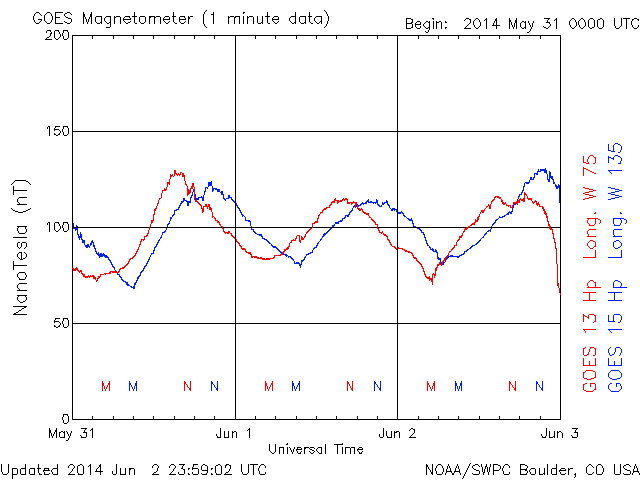 GOES Magnetometer (1 minute data)
Begin: 2014 May 31 0000 UTC
200
150
100
50
0
NanoTesla (nT)
M M N N M M N N M M N N
May 31 Jun 1 Jun 2 Jun 3
Universal Time
GOES 13 Hp Long. W 75
GOES 15 Hp Long. W 135
Updated 2014 Jun 2 23:59:02 UTC
NOAA/SWPC Boulder, CO USA